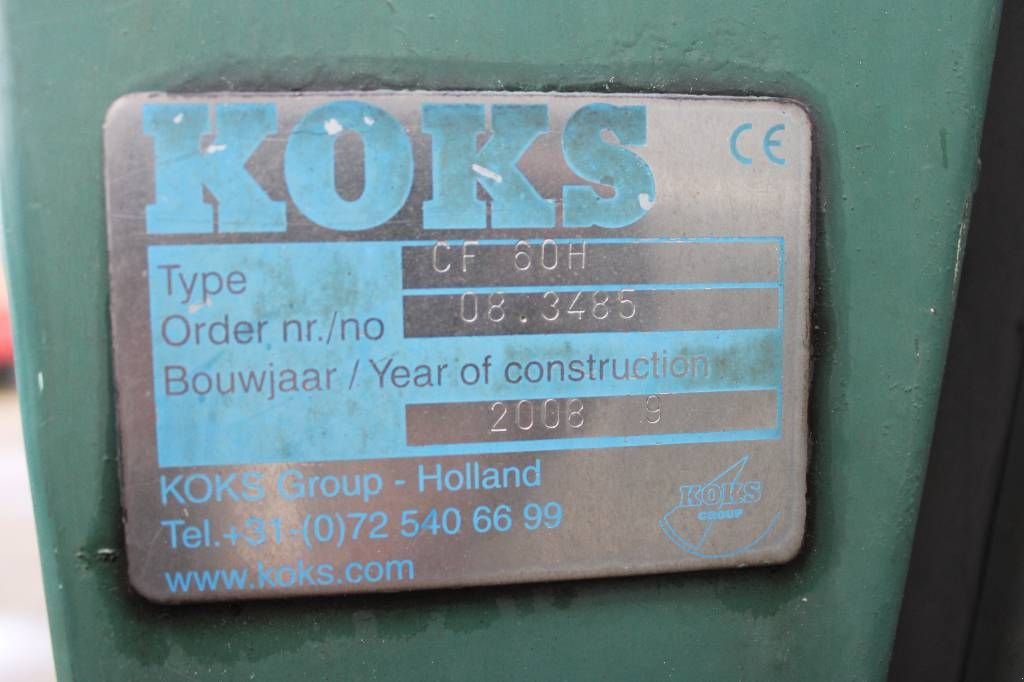 KOKS
CE
Type CF 60H
Order nr./no 08.3485
Bouwjaar / Year of construction
2008 9
KOKS Group - Holland
Tel.+31-(0)72 540 66 99
www.koks.com
KOKS
GROUP